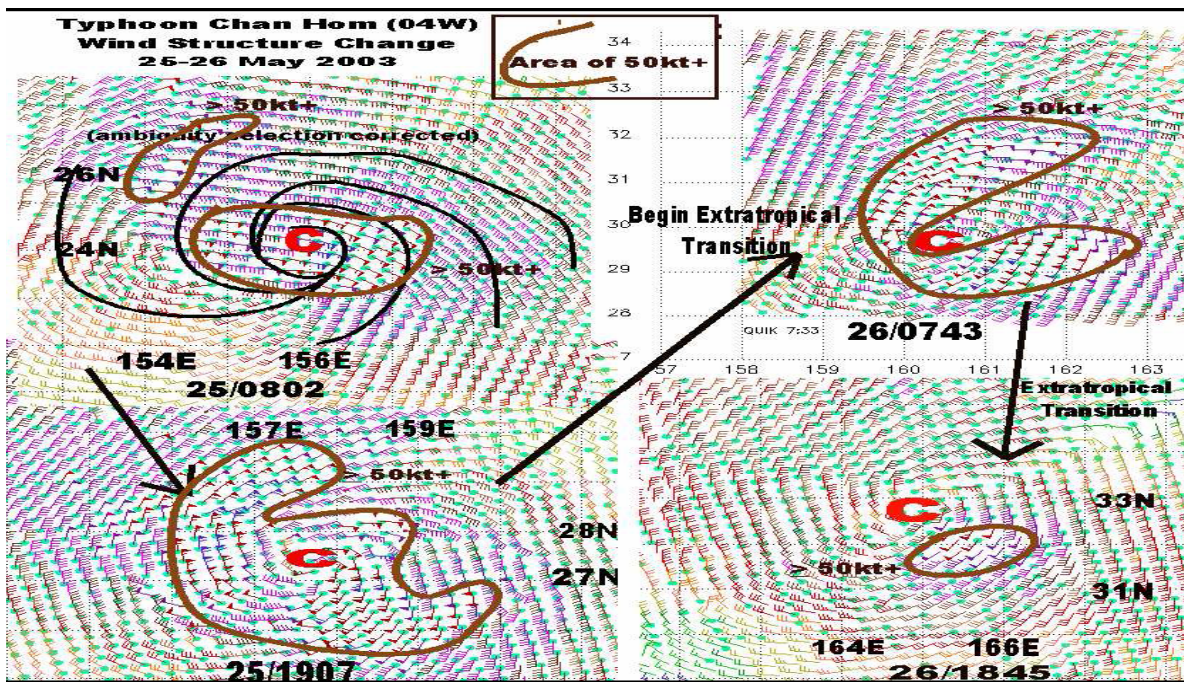 Typhoon Chan Hom (04W)
Wind Structure Change
25-26 May 2003
Area of 50kt+
> 50kt+
(ambiguity selection corrected)
26N
24N
> 50kt+
154E 156E
25/0802
34
33
32
31
30
29
28
7
> 50kt+
Begin Extratropical
Transition
QUIK 7:33
26/0743
57 158 159 160 161 162 163
157E 159E
> 50kt+
28N
27N
25/1907
Extratropical
Transition
33N
> 50kt+
31N
164E 166E
26/1845
C
C
C
C